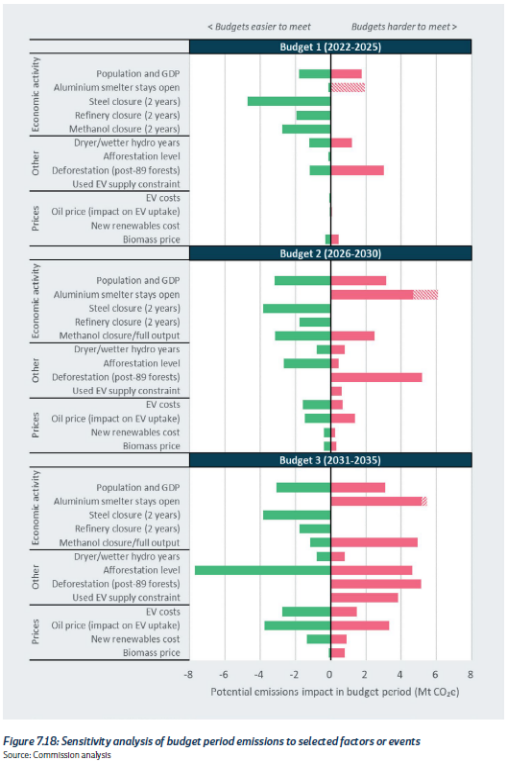 < Budgets easier to meet Budgets harder to meet >
Budget 1 (2022-2025)
Economic activity
Population and GDP
Aluminium smelter stays open
Steel closure (2 years)
Refinery closure (2 years)
Methanol closure (2 years)
Other
Dryer/wetter hydro years
Afforestation level
Deforestation (post-89 forests)
Used EV supply constraint
Prices
EV costs
Oil price (impact on EV uptake)
New renewables cost
Biomass price
Budget 2 (2026-2030)
Economic activity
Population and GDP
Aluminium smelter stays open
Steel closure (2 years)
Refinery closure (2 years)
Methanol closure/full output
Other
Dryer/wetter hydro years
Afforestation level
Deforestation (post-89 forests)
Used EV supply constraint
Prices
EV costs
Oil price (impact on EV uptake)
New renewables cost
Biomass price
Budget 3 (2031-2035)
Economic activity
Population and GDP
Aluminium smelter stays open
Steel closure (2 years)
Refinery closure (2 years)
Methanol closure/full output
Other
Dryer/wetter hydro years
Afforestation level
Deforestation (post-89 forests)
Used EV supply constraint
Prices
EV costs
Oil price (impact on EV uptake)
New renewables cost
Biomass price
-8 -6 -4 -2 0 2 4 6 8
Potential emissions impact in budget period (Mt CO₂e)
Figure 7.18: Sensitivity analysis of budget period emissions to selected factors or events
Source: Commission analysis